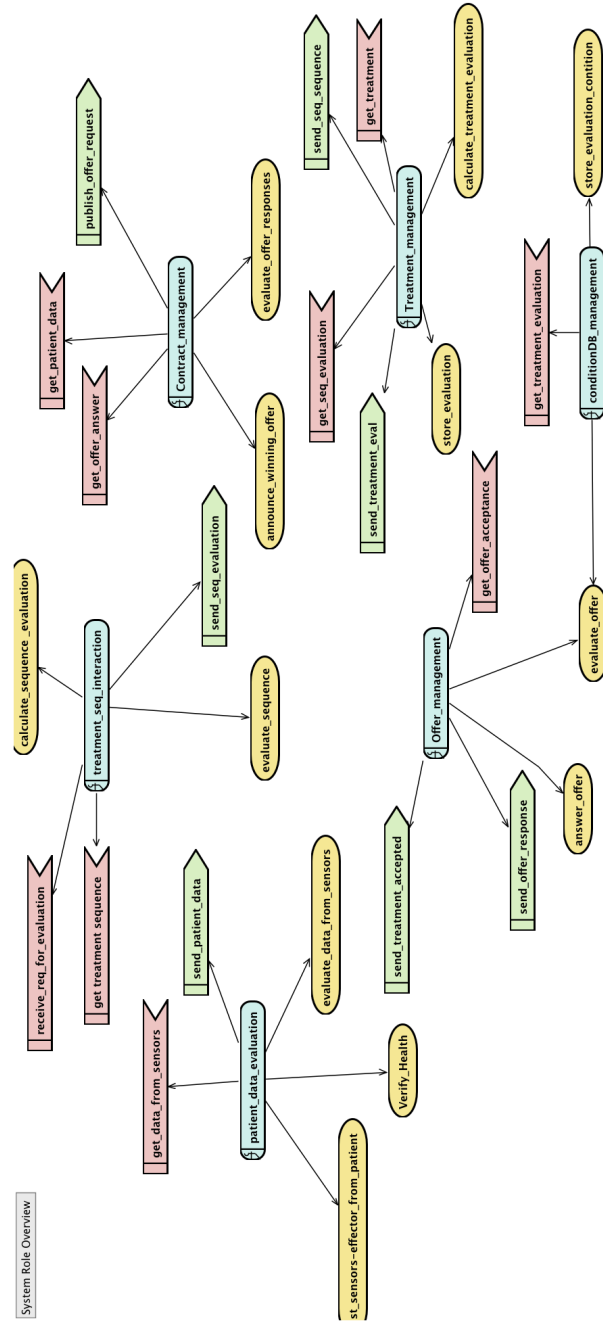 System Role Overview
calculate_sequence _evaluation
receive_req_for_evaluation
get_patient_data
publish_offer_request
get treatment sequence
treatment_seq_interaction
get_offer_answer
get_data_from_sensors
Contract_management
send_patient_data
send_seq_evaluation
patient_data_evaluation
evaluate_sequence
announce_winning_offer
evaluate_offer_responses
send_seq_sequence
evaluate_data_from_sensors
get_seq_evaluation
st_sensors-effector_from_patient
get_treatment
Verify_Health
send_treatment_accepted
send_treatment_eval
Treatment_management
Offer_management
store_evaluation
calculate_treatment_evaluation
get_offer_acceptance
send_offer_response
get_treatment_evaluation
answer_offer
evaluate_offer
conditionDB_management
store_evaluation_contition